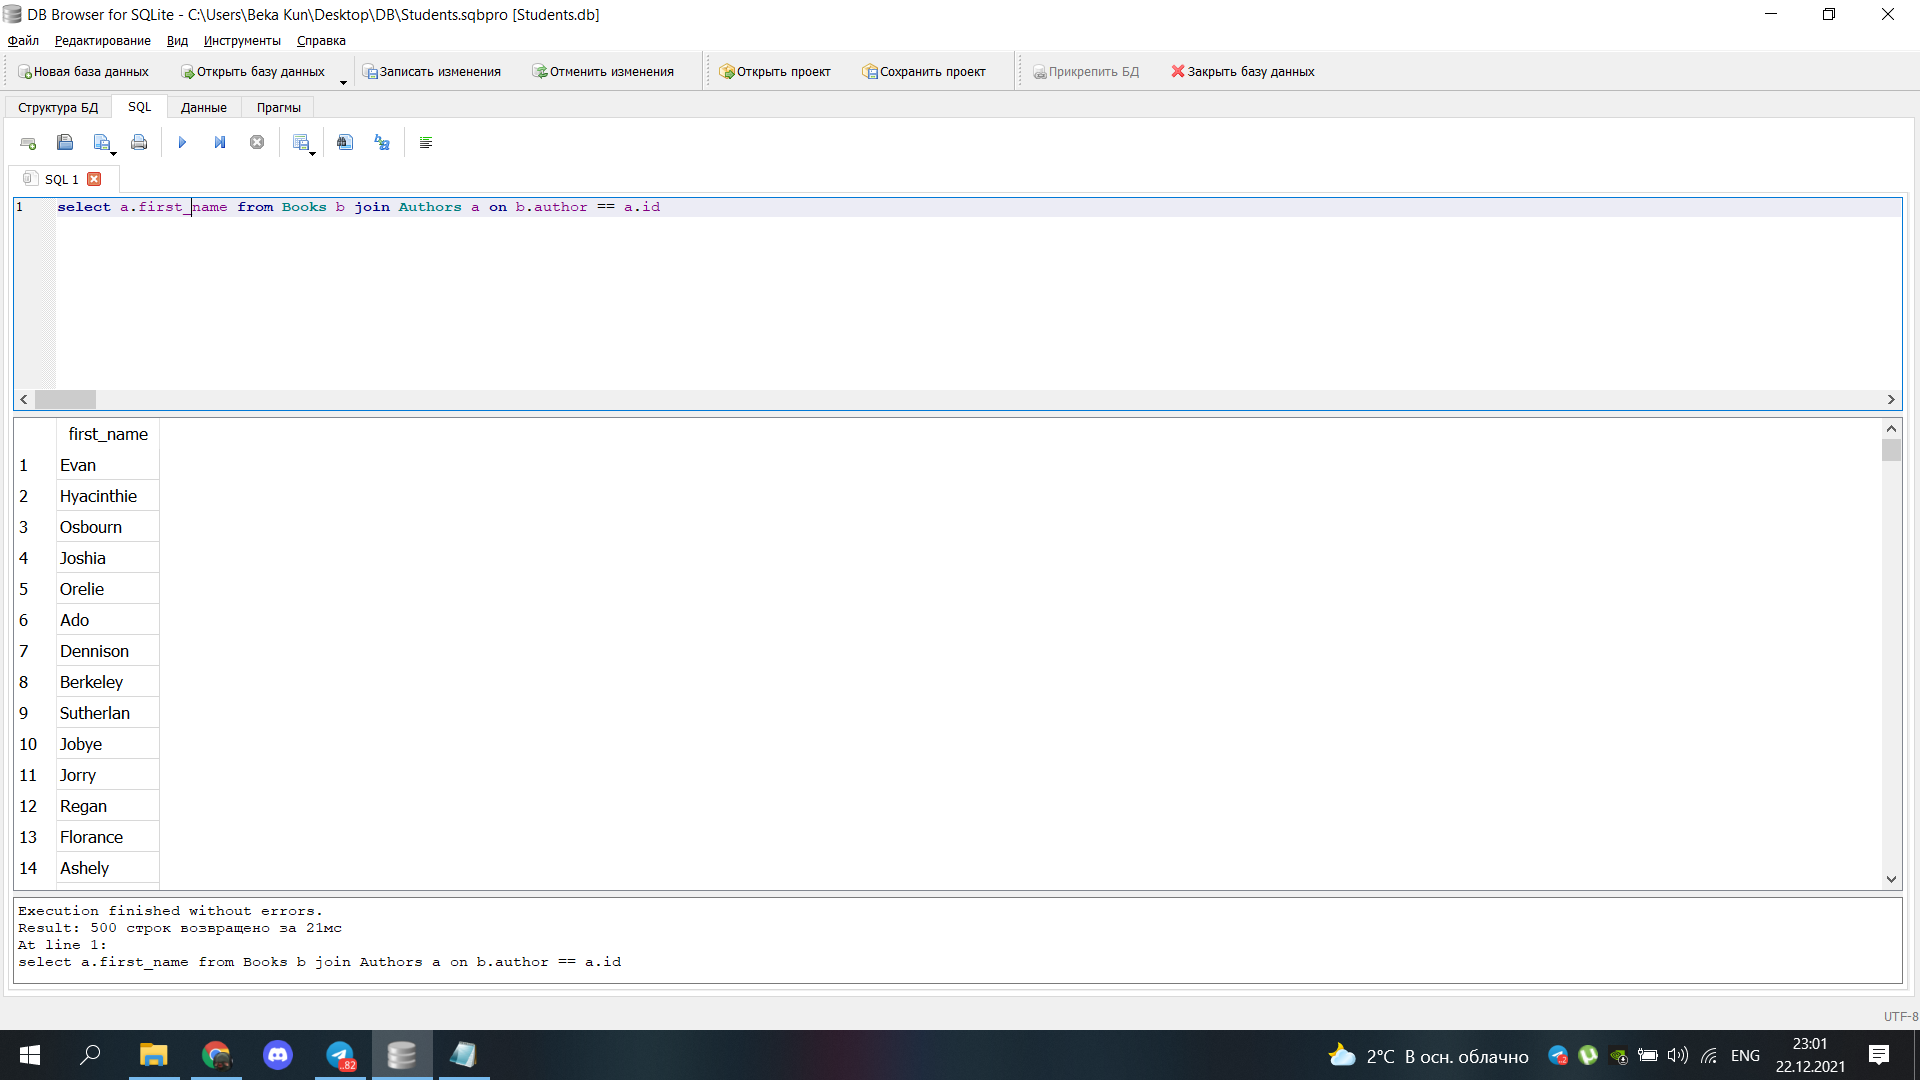 DB Browser for SQLite - C:\Users\Beka Kun\Desktop\DB\Students.sqbpro [Students.db]
Файл Редактирование Вид Инструменты Справка
Новая база данных Открыть базу данных Записать изменения Отменить изменения Открыть проект Сохранить проект Прикрепить БД Закрыть базу данных
Структура БД SQL Данные Прагмы
SQL 1
1 select a.first_name from Books b join Authors a on b.author == a.id
first_name
1 Evan
2 Hyacinthie
3 Osbourn
4 Joshia
5 Orelie
6 Ado
7 Dennison
8 Berkeley
9 Sutherlan
10 Jobye
11 Jorry
12 Regan
13 Florance
14 Ashely
Execution finished without errors.
Result: 500 строк возвращено за 21мс
At line 1:
select a.first_name from Books b join Authors a on b.author == a.id
UTF-8
..82 2°C В осн. облачно 2 ENG 23:01
22.12.2021